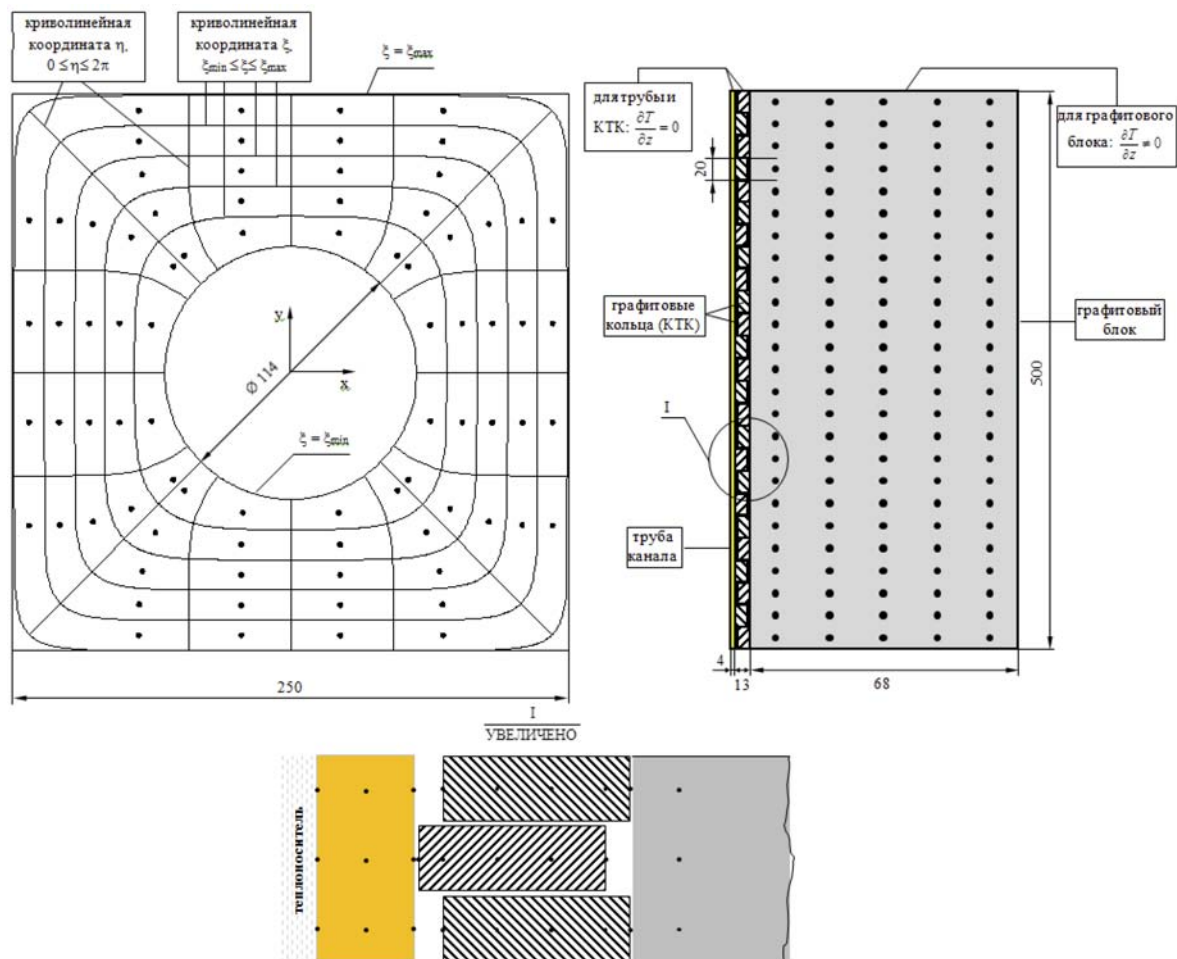 криволинейная
координата η,
0 ≤ η ≤ 2π
криволинейная
координата ξ,
ξmin ≤ ξ ≤ ξmax
ξ = ξmax
y
x
Ø 114
ξ = ξmin
250
для трубы и
КТК: ∂T/∂z = 0
для графитового
блока: ∂T/∂z ≠ 0
20
графитовые
кольца (КТК)
графитовый
блок
500
I
труба
канала
4
13
68
I
УВЕЛИЧЕНО
теплоноситель